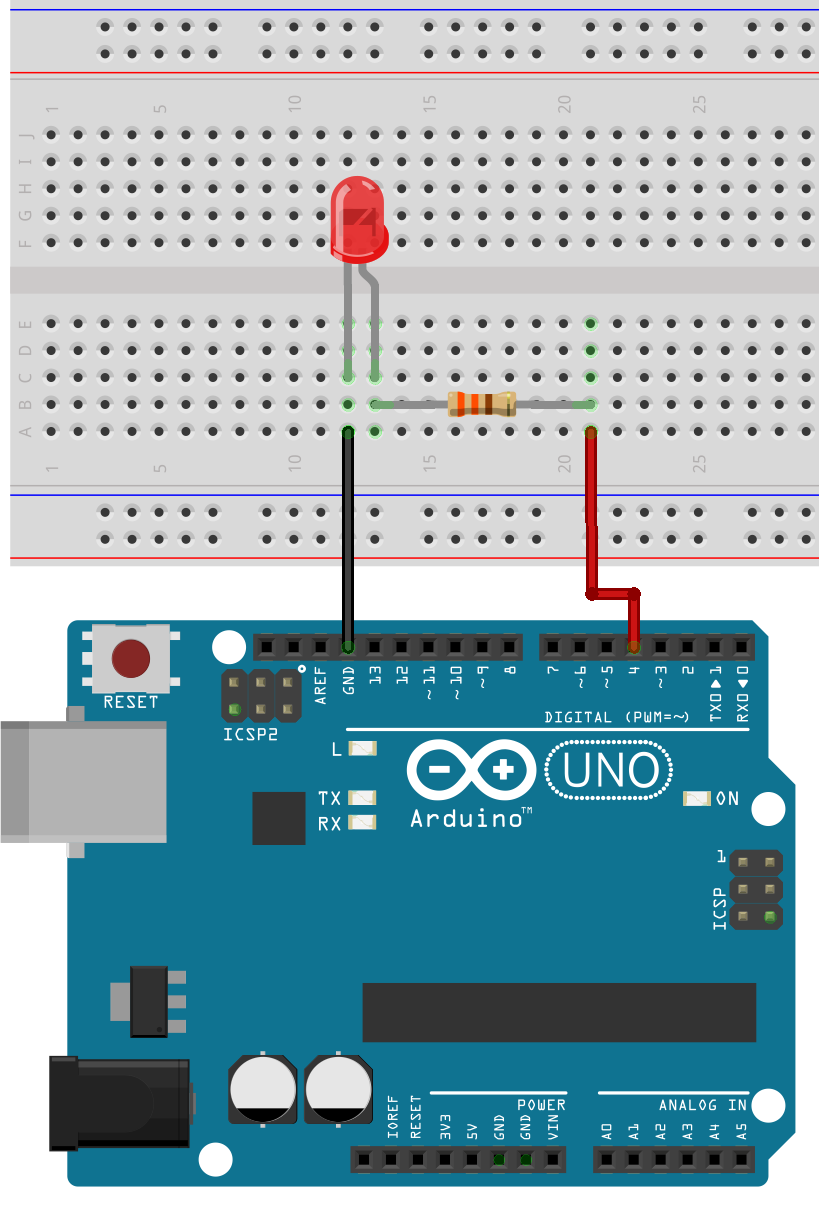 1 5 10 15 20 25
J
I
H
G
F
E
D
C
B
A
1 5 10 15 20 25
RESET
AREF GND 13 12 ~11 ~10 ~9 8 7 ~6 ~5 4 ~3 2 TX0▶1 RX0◀0
ICSP2
DIGITAL (PWM=~)
L
TX
RX
Arduino™
UNO
ON
1
ICSP
POWER
ANALOG IN
IOREF RESET 3V3 5V GND GND VIN A0 A1 A2 A3 A4 A5